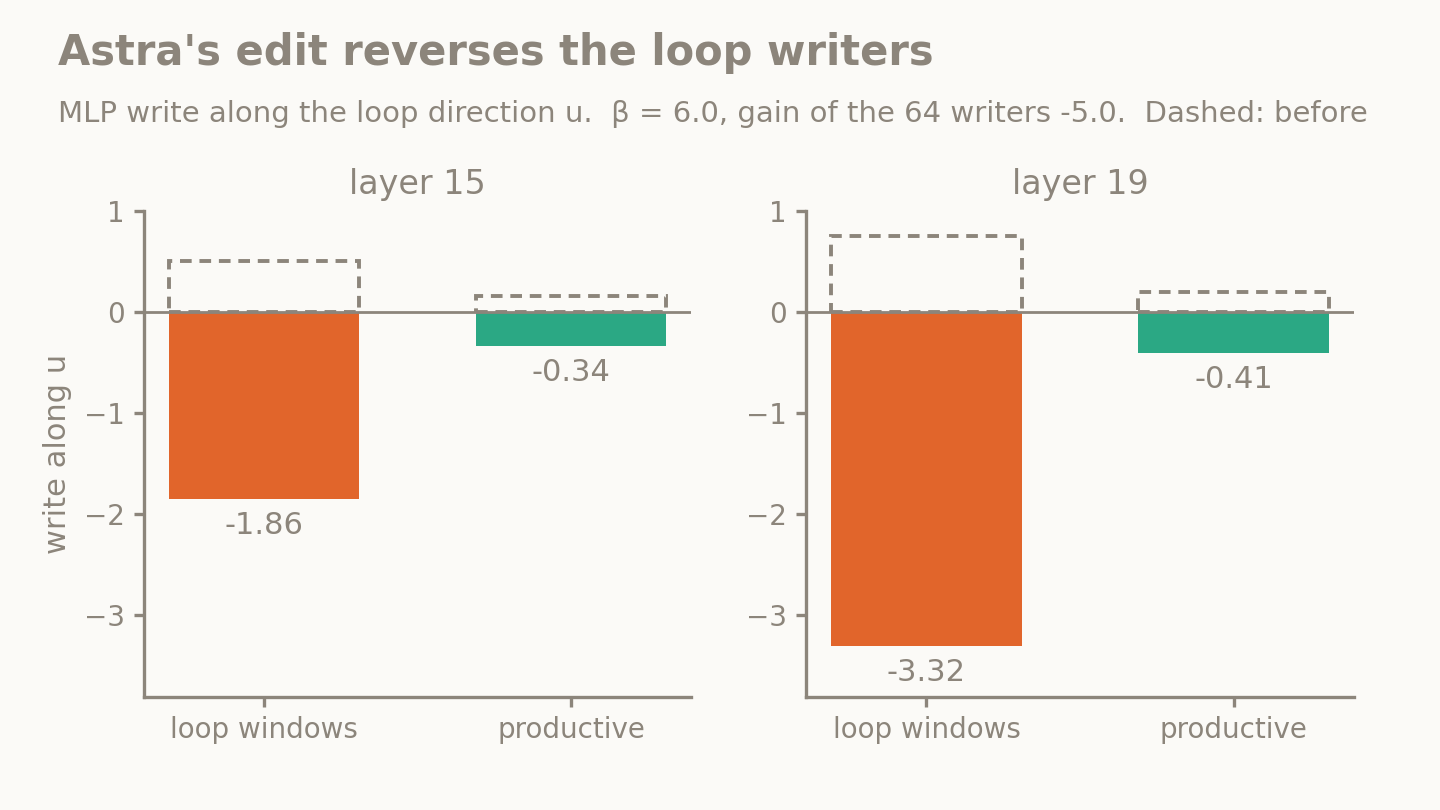 Astra's edit reverses the loop writers
MLP write along the loop direction u.  β = 6.0, gain of the 64 writers -5.0.  Dashed: before
layer 15
1
0
−1
−2
−3
write along u
-1.86
-0.34
loop windows
productive
layer 19
1
0
−1
−2
−3
-3.32
-0.41
loop windows
productive